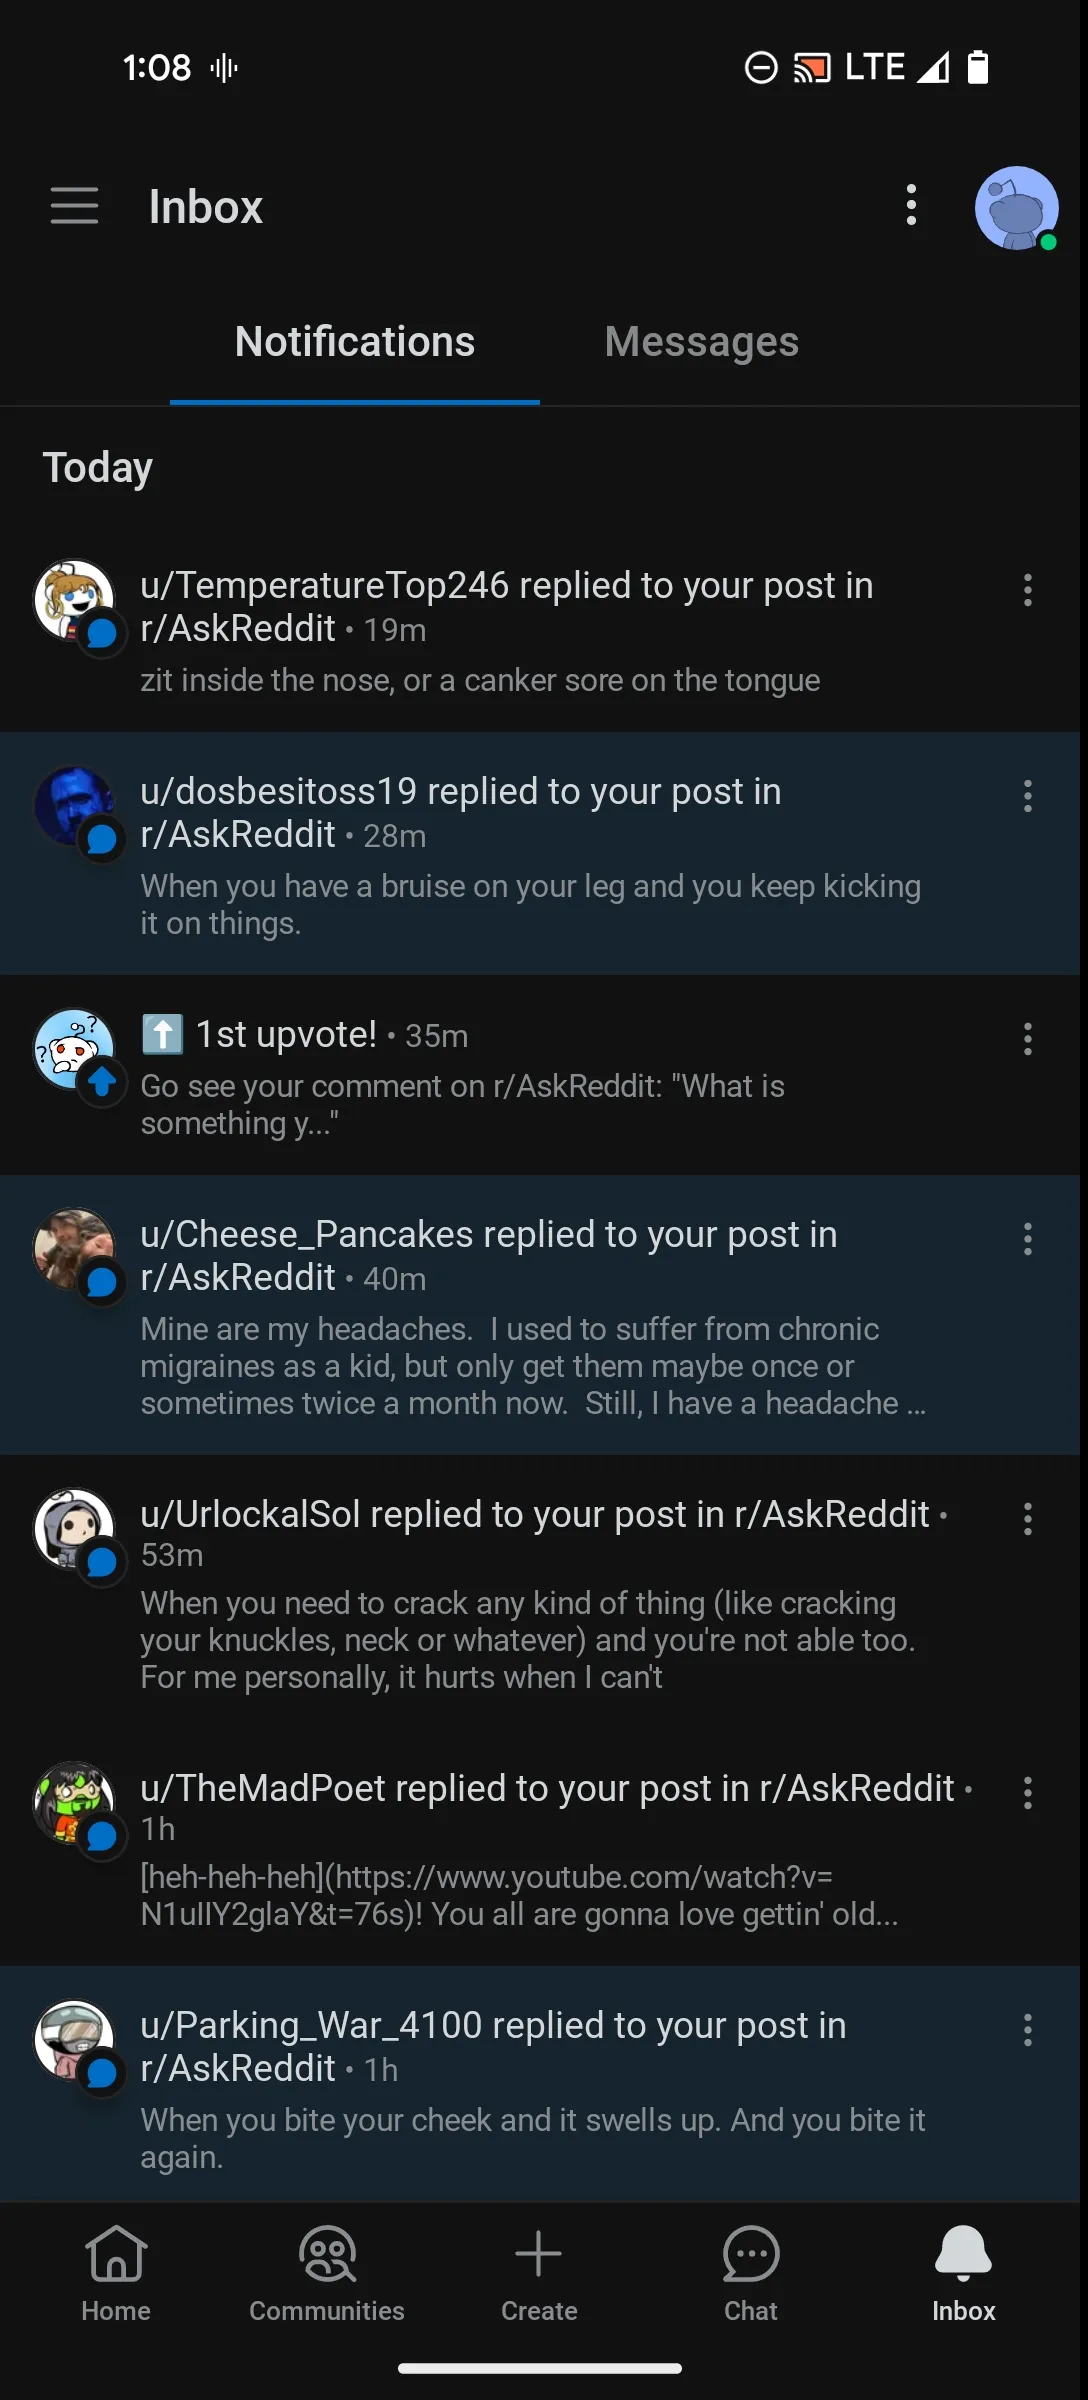 1:08 LTE
Inbox
Notifications Messages
Today
u/TemperatureTop246 replied to your post in
r/AskReddit • 19m
zit inside the nose, or a canker sore on the tongue
u/dosbesitoss19 replied to your post in
r/AskReddit • 28m
When you have a bruise on your leg and you keep kicking
it on things.
⬆️ 1st upvote! • 35m
Go see your comment on r/AskReddit: "What is
something y..."
u/Cheese_Pancakes replied to your post in
r/AskReddit • 40m
Mine are my headaches.  I used to suffer from chronic
migraines as a kid, but only get them maybe once or
sometimes twice a month now.  Still, I have a headache ...
u/UrlockalSol replied to your post in r/AskReddit •
53m
When you need to crack any kind of thing (like cracking
your knuckles, neck or whatever) and you're not able too.
For me personally, it hurts when I can't
u/TheMadPoet replied to your post in r/AskReddit •
1h
[heh-heh-heh](https://www.youtube.com/watch?v=
N1uIIY2glaY&t=76s)! You all are gonna love gettin' old...
u/Parking_War_4100 replied to your post in
r/AskReddit • 1h
When you bite your cheek and it swells up. And you bite it
again.
Home Communities Create Chat Inbox